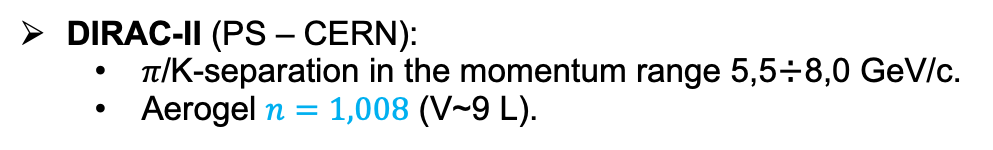 ➢ DIRAC-II (PS – CERN):
• π/K-separation in the momentum range 5,5÷8,0 GeV/c.
• Aerogel n = 1,008 (V~9 L).